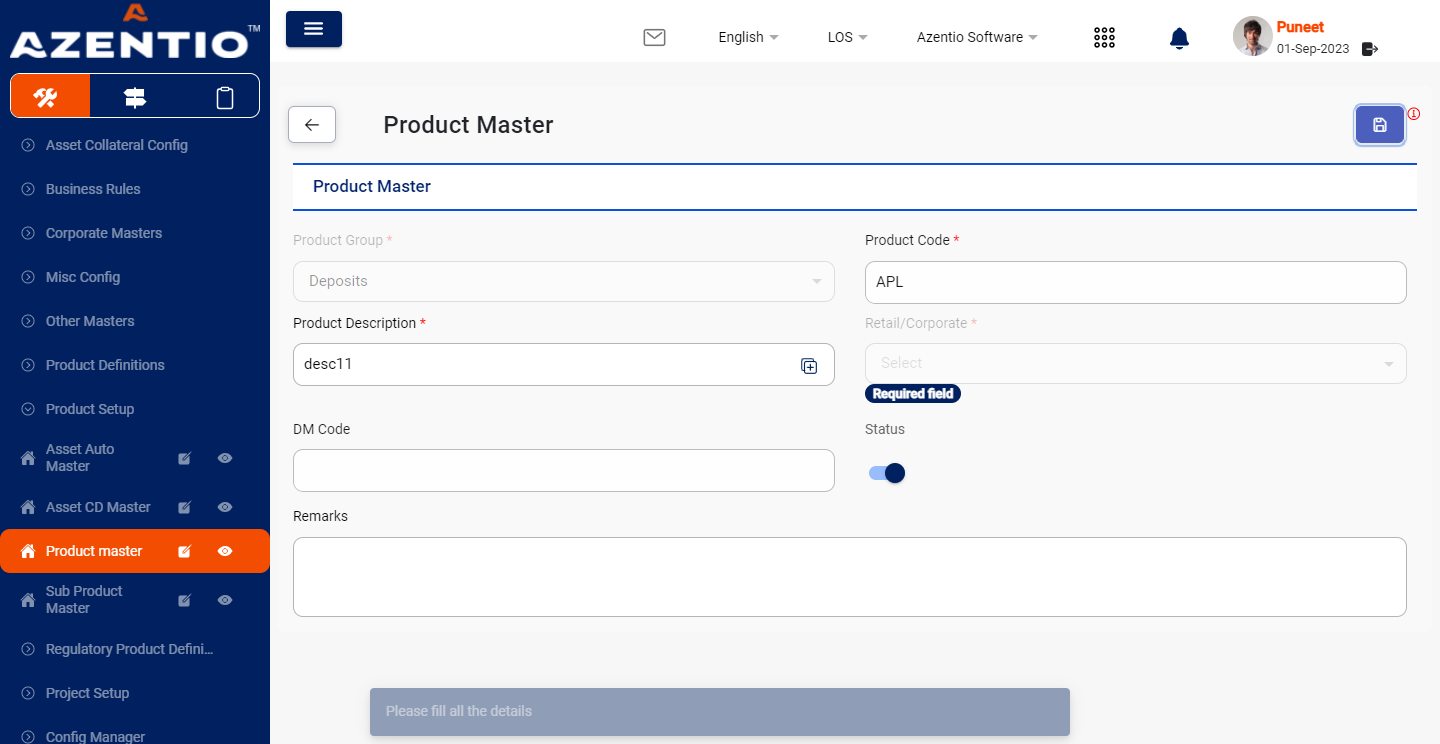 AZENTIO™
English
LOS
Azentio Software
Puneet
01-Sep-2023
Asset Collateral Config
Business Rules
Corporate Masters
Misc Config
Other Masters
Product Definitions
Product Setup
Asset Auto
Master
Asset CD Master
Product master
Sub Product
Master
Regulatory Product Defini...
Project Setup
Config Manager
Product Master
Product Master
Product Group *
Deposits
Product Code *
APL
Product Description *
desc11
Retail/Corporate *
Select
Required field
DM Code
Status
Remarks
Please fill all the details